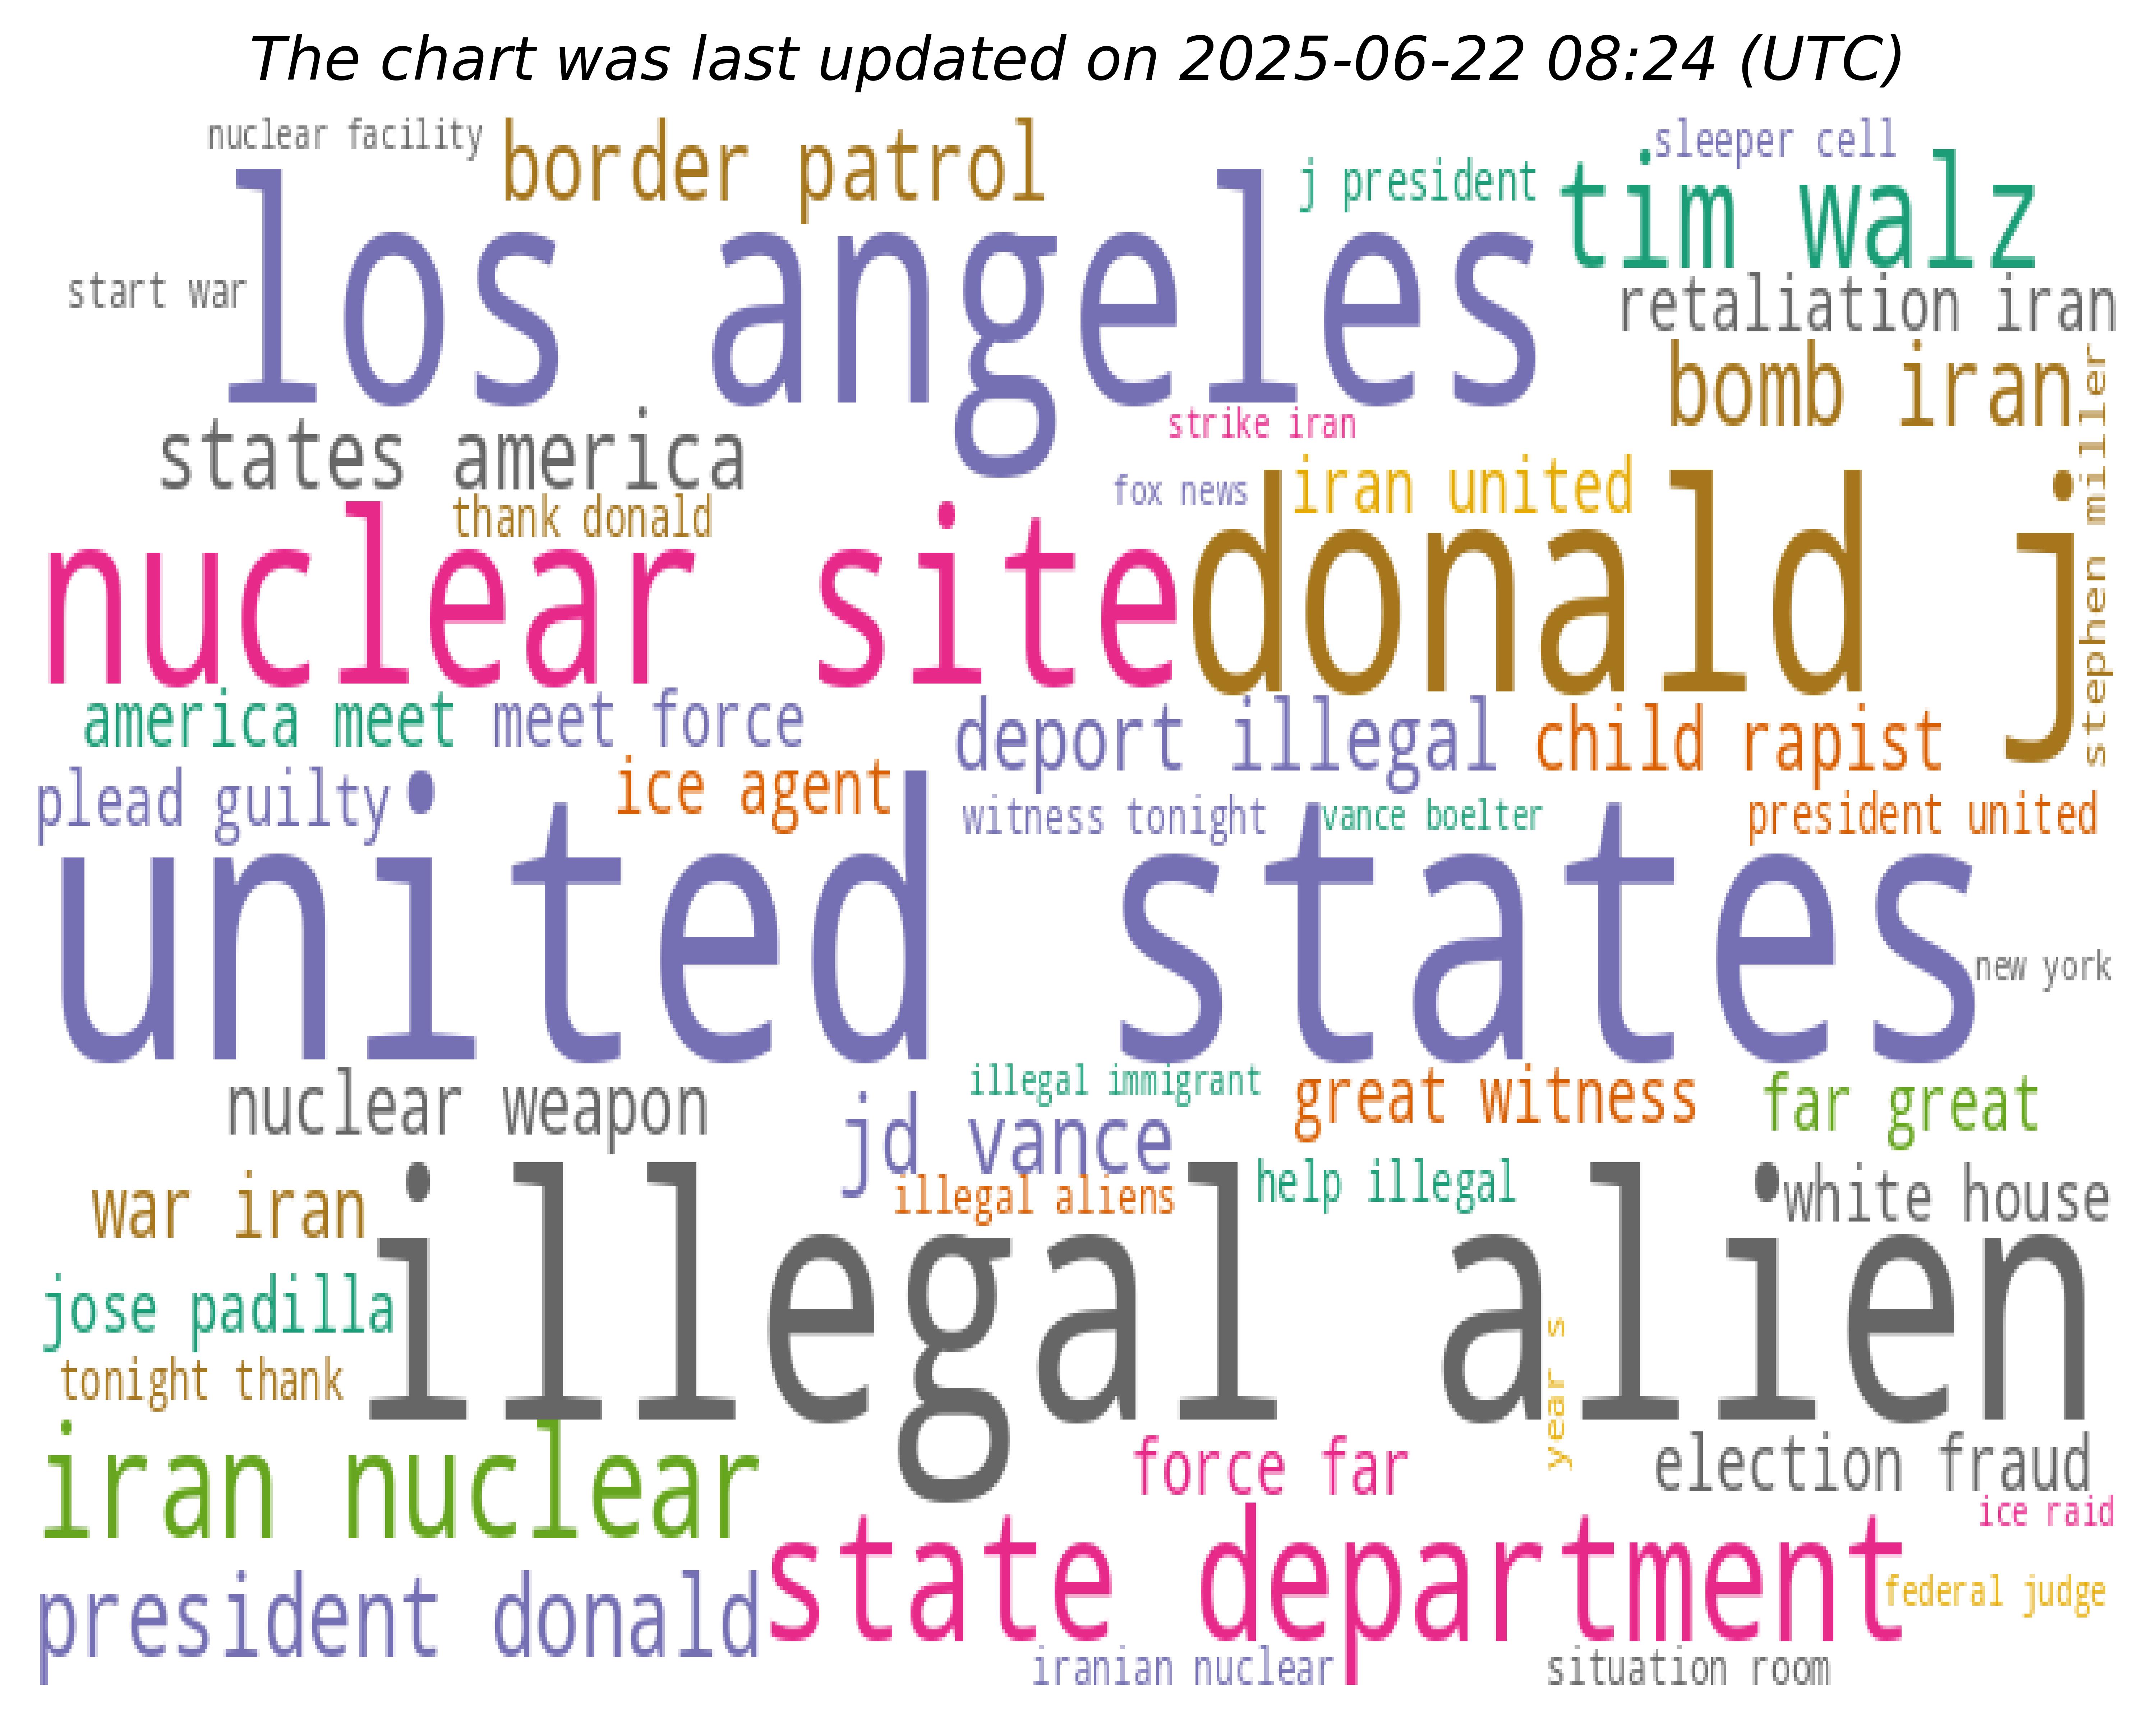 The chart was last updated on 2025-06-22 08:24 (UTC)
nuclear facility
border patrol
sleeper cell
j president
tim walz
los angeles
start war
retaliation iran
bomb iran
stephen miller
strike iran
states america
fox news
iran united
thank donald
nuclear site
donald j
america meet
meet force
deport illegal
child rapist
plead guilty
ice agent
witness tonight
vance boelter
president united
united states
new york
nuclear weapon
illegal immigrant
great witness
far great
jd vance
help illegal
white house
war iran
illegal aliens
illegal alien
jose padilla
tonight thank
year s
iran nuclear
force far
election fraud
ice raid
state department
president donald
federal judge
iranian nuclear
situation room